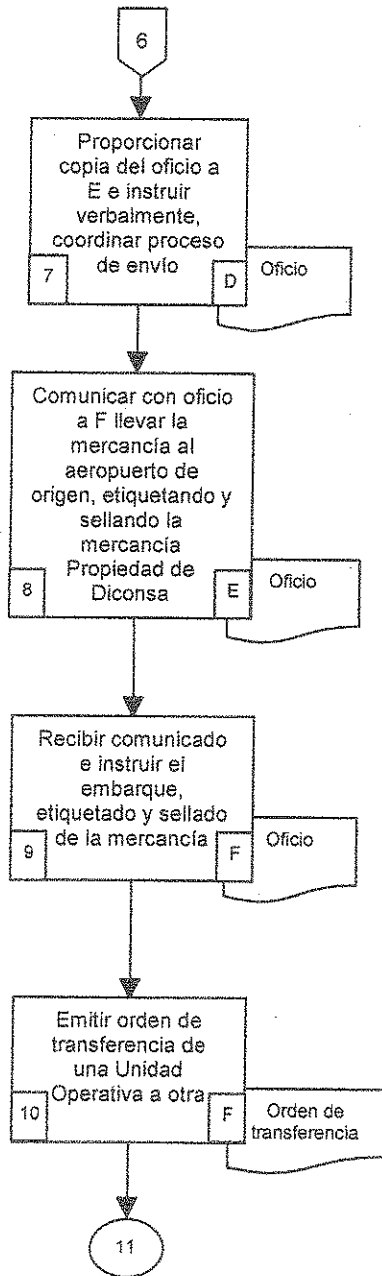 6
Proporcionar
copia del oficio a
E e instruir
verbalmente,
coordinar proceso
de envío
7
D
Oficio
Comunicar con oficio
a F llevar la
mercancía al
aeropuerto de
origen, etiquetando y
sellando la
mercancía
Propiedad de
Diconsa
8
E
Oficio
Recibir comunicado
e instruir el
embarque,
etiquetado y sellado
de la mercancía
9
F
Oficio
Emitir orden de
transferencia de
una Unidad
Operativa a otra
10
F
Orden de
transferencia
11